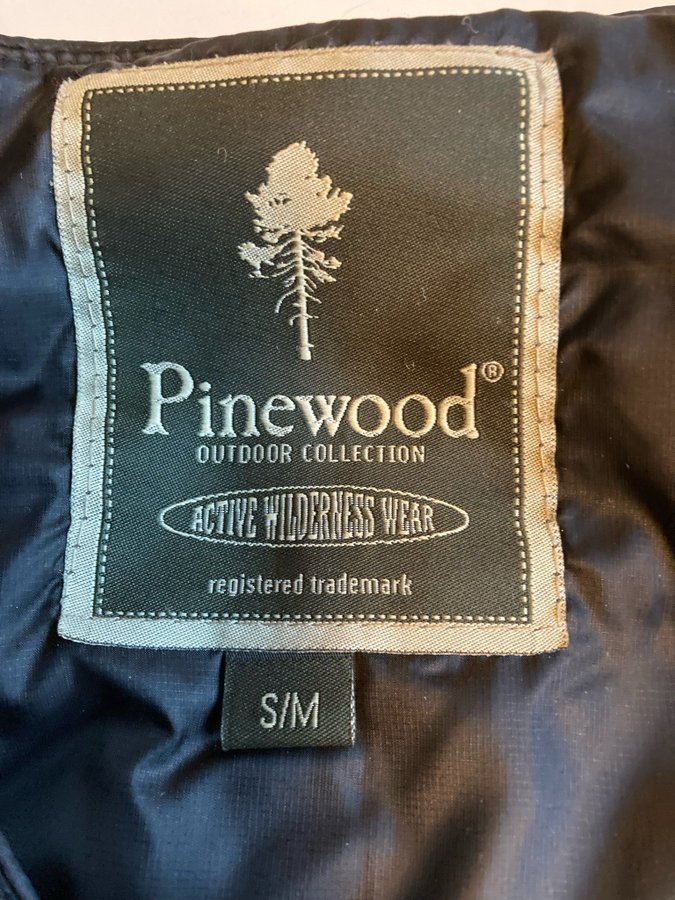 Pinewood®
OUTDOOR COLLECTION
ACTIVE WILDERNESS WEAR
registered trademark
S/M